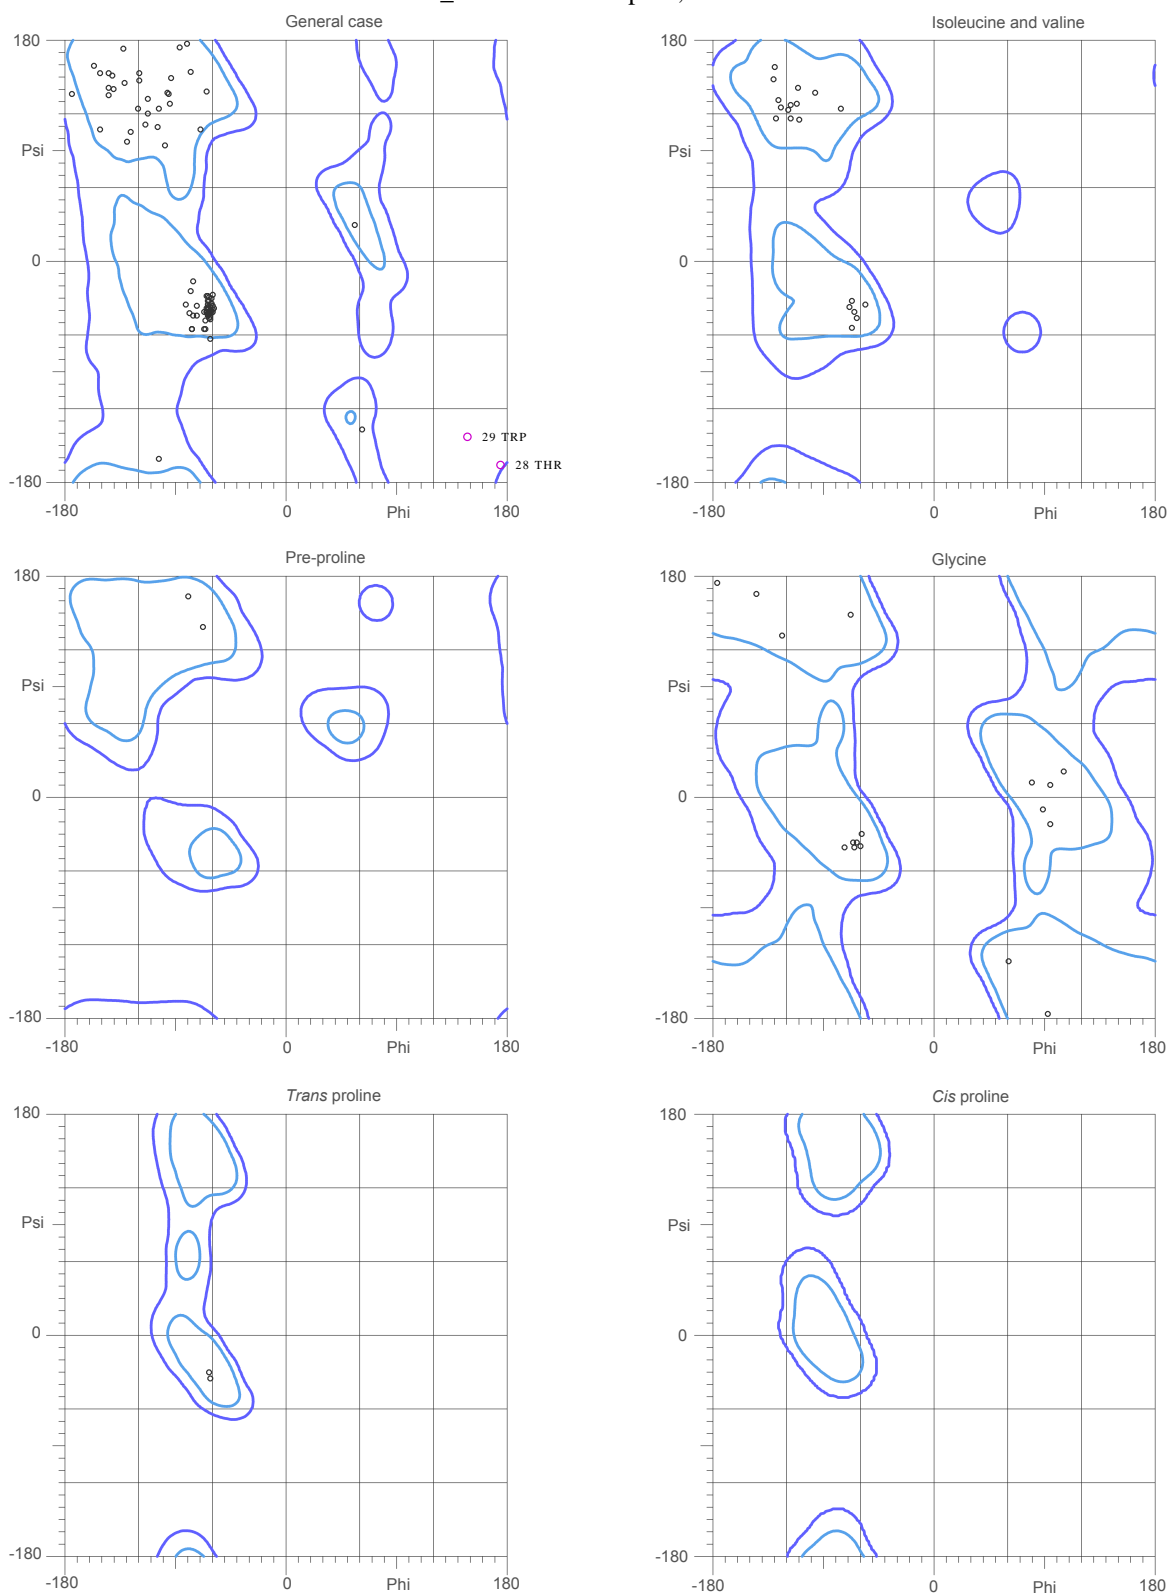 General case
Isoleucine and valine
180
180
Psi
Psi
0
0
29 TRP
28 THR
-180
-180
-180
0
Phi
180
-180
0
Phi
180
Pre-proline
Glycine
180
180
Psi
Psi
0
0
-180
-180
-180
0
Phi
180
-180
0
Phi
180
Trans proline
Cis proline
180
180
Psi
Psi
0
0
-180
-180
-180
0
Phi
180
-180
0
Phi
180